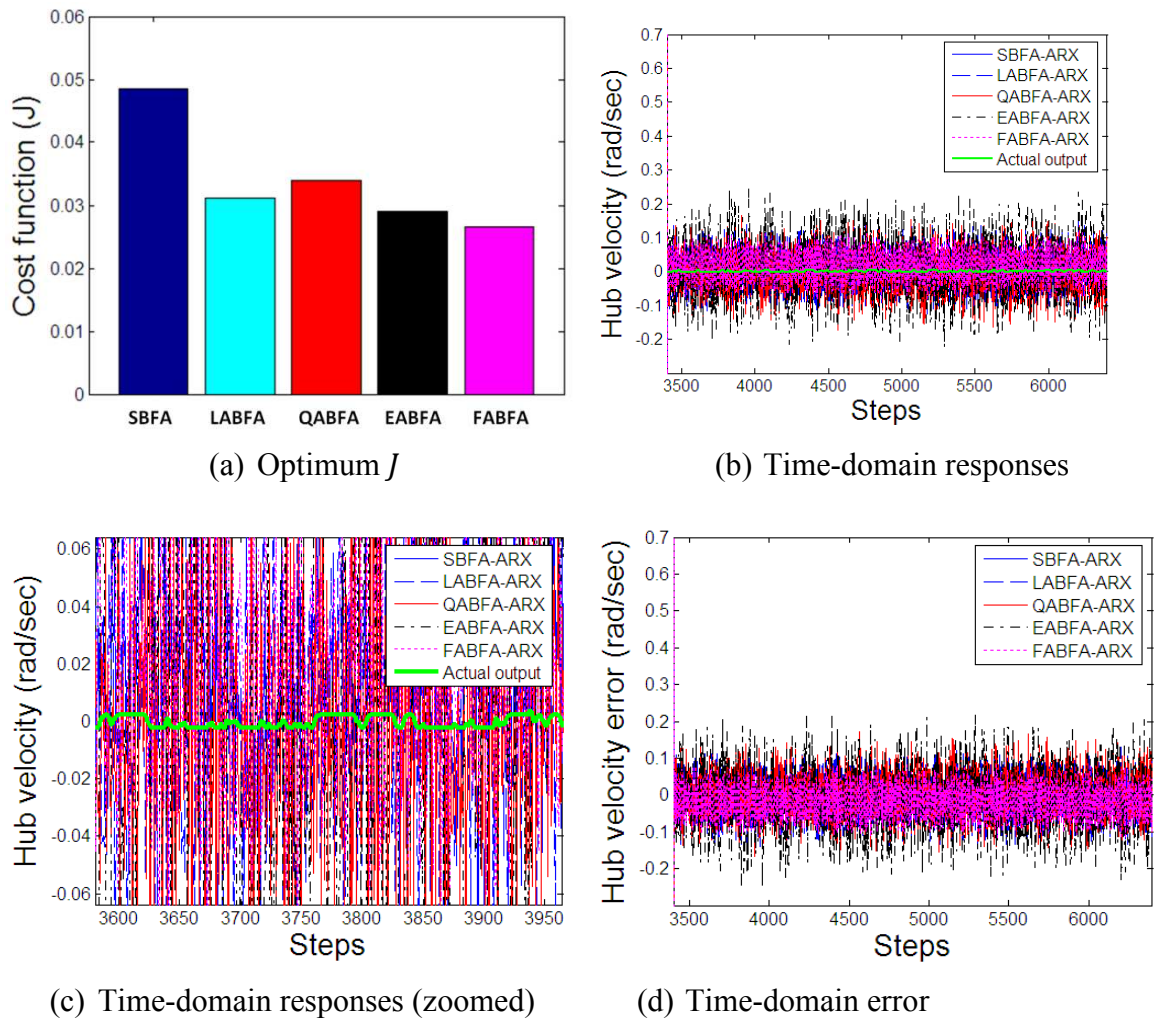 0.06
0.05
0.04
0.03
0.02
0.01
0
Cost function (J)
SBFA LABFA QABFA EABFA FABFA
(a) Optimum J
0.7
0.6
0.5
0.4
0.3
0.2
0.1
0
-0.1
-0.2
Hub velocity (rad/sec)
SBFA-ARX
LABFA-ARX
QABFA-ARX
EABFA-ARX
FABFA-ARX
Actual output
3500 4000 4500 5000 5500 6000
Steps
(b) Time-domain responses
0.06
0.04
0.02
0
-0.02
-0.04
-0.06
Hub velocity (rad/sec)
SBFA-ARX
LABFA-ARX
QABFA-ARX
EABFA-ARX
FABFA-ARX
Actual output
3600 3650 3700 3750 3800 3850 3900 3950
Steps
(c) Time-domain responses (zoomed)
0.7
0.6
0.5
0.4
0.3
0.2
0.1
0
-0.1
-0.2
Hub velocity error (rad/sec)
SBFA-ARX
LABFA-ARX
QABFA-ARX
EABFA-ARX
FABFA-ARX
3500 4000 4500 5000 5500 6000
Steps
(d) Time-domain error